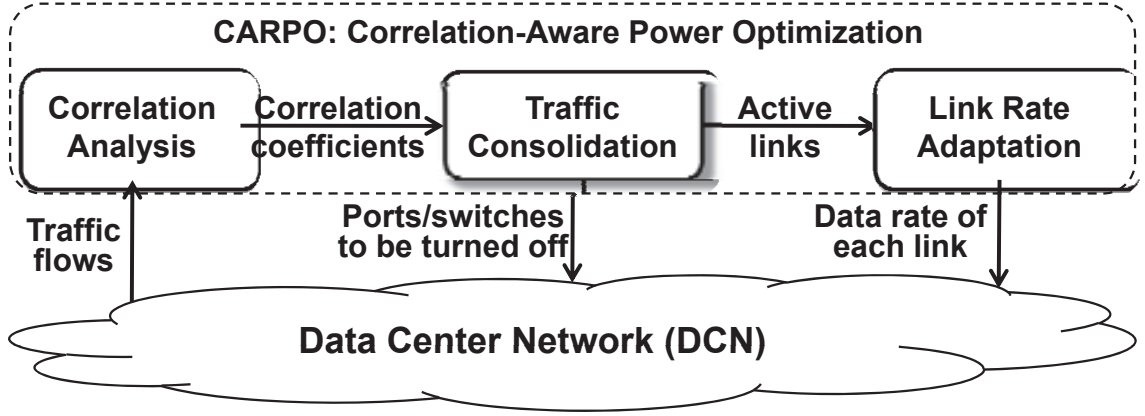 CARPO: Correlation-Aware Power Optimization
Correlation
Analysis
Correlation
coefficients
Traffic
Consolidation
Active
links
Link Rate
Adaptation
Traffic
flows
Ports/switches
to be turned off
Data rate of
each link
Data Center Network (DCN)